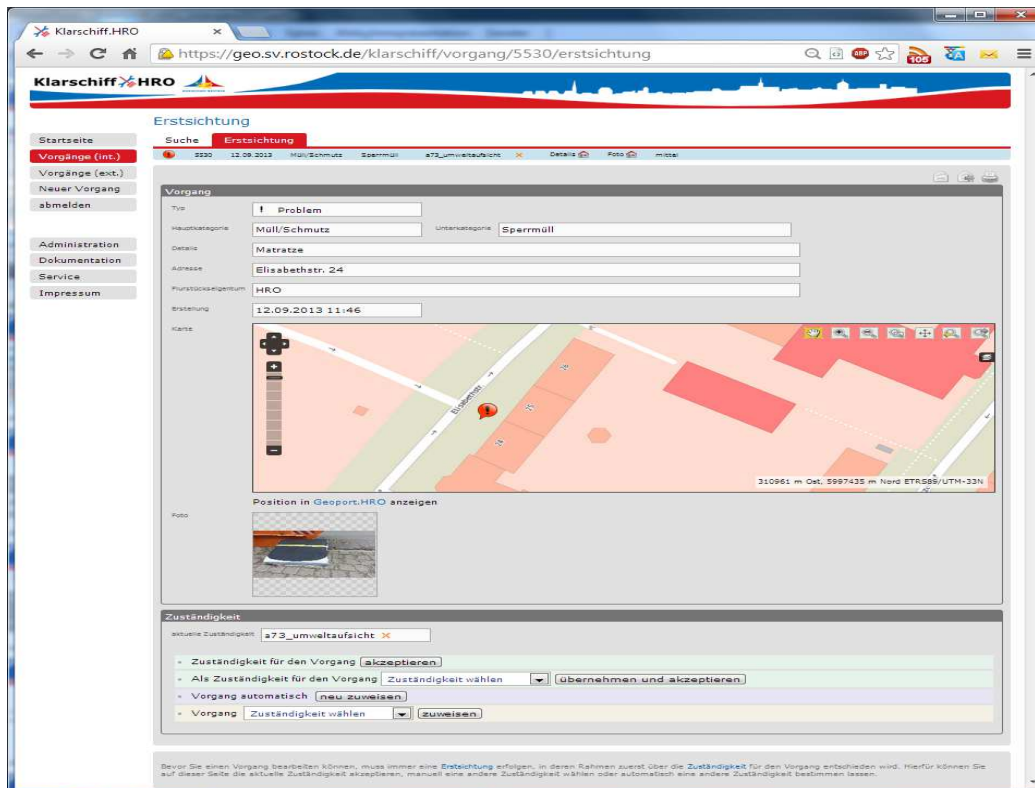 Klarschiff.HRO
https://geo.sv.rostock.de/klarschiff/vorgang/5530/erstsichtung
ABP
105
Klarschiff HRO
Erstsichtung
Startseite
Vorgänge (int.)
Vorgänge (ext.)
Neuer Vorgang
abmelden
Administration
Dokumentation
Service
Impressum
Suche Erstsichtung
5530 12.09.2013 Müll/Schmutz Sperrmüll a73_umweltaufsicht Details Foto mittel
Vorgang
Typ ! Problem
Hauptkategorie Müll/Schmutz Unterkategorie Sperrmüll
Details Matratze
Adresse Elisabethstr. 24
Flurstückseigentum HRO
Erstellung 12.09.2013 11:46
Karte
26
25
24
Elisabethstr.
310961 m Ost, 5997435 m Nord ETRS89/UTM-33N
Position in Geoport.HRO anzeigen
Foto
Zuständigkeit
aktuelle Zuständigkeit a73_umweltaufsicht
Zuständigkeit für den Vorgang akzeptieren
Als Zuständigkeit für den Vorgang Zuständigkeit wählen übernehmen und akzeptieren
Vorgang automatisch neu zuweisen
Vorgang Zuständigkeit wählen zuweisen
Bevor Sie einen Vorgang bearbeiten können, muss immer eine Erstsichtung erfolgen, in deren Rahmen zuerst über die Zuständigkeit für den Vorgang entschieden wird. Hierfür können Sie
auf dieser Seite die aktuelle Zuständigkeit akzeptieren, manuell eine andere Zuständigkeit wählen oder automatisch eine andere Zuständigkeit bestimmen lassen.